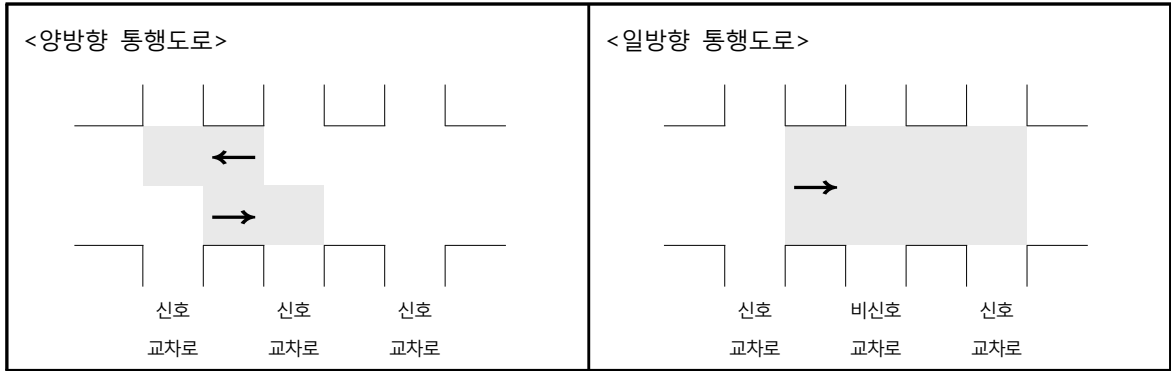 <양방향 통행도로>
신호 신호 신호
교차로 교차로 교차로
<일방향 통행도로>
신호 비신호 신호
교차로 교차로 교차로